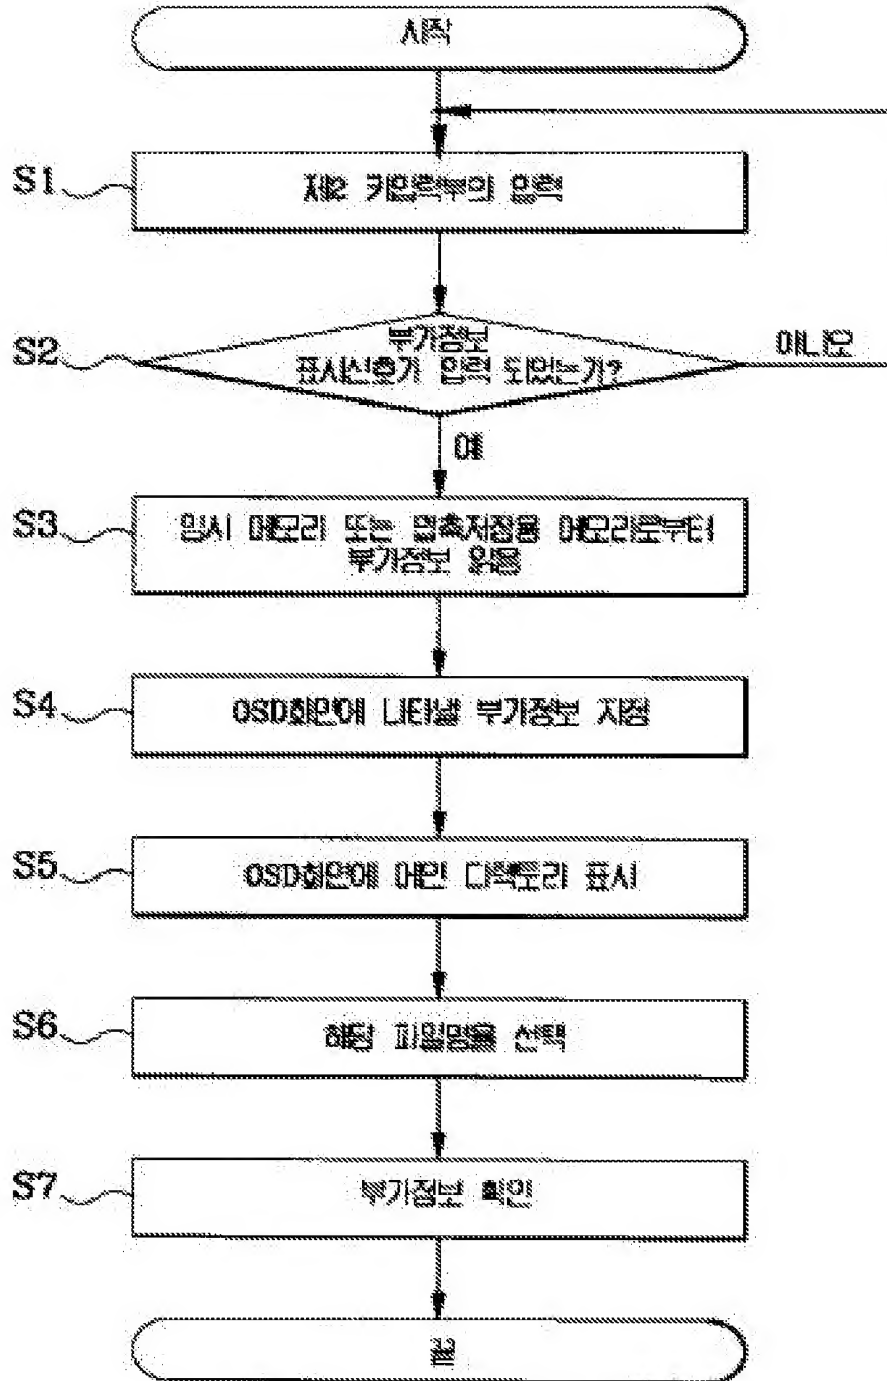 시작
S1
제2 키입력부의 입력
S2
부가정보
표시신호가 입력 되었는가?
아니오
예
S3
임시 메모리 또는 압축저장용 메모리로부터
부가정보 읽음
S4
OSD화면에 나타낼 부가정보 지정
S5
OSD화면에 메인 디렉토리 표시
S6
해당 파일명을 선택
S7
부가정보 확인
끝